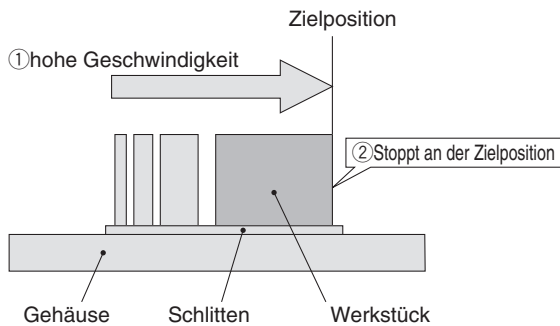 Zielposition
①hohe Geschwindigkeit
②Stoppt an der Zielposition
Gehäuse
Schlitten
Werkstück